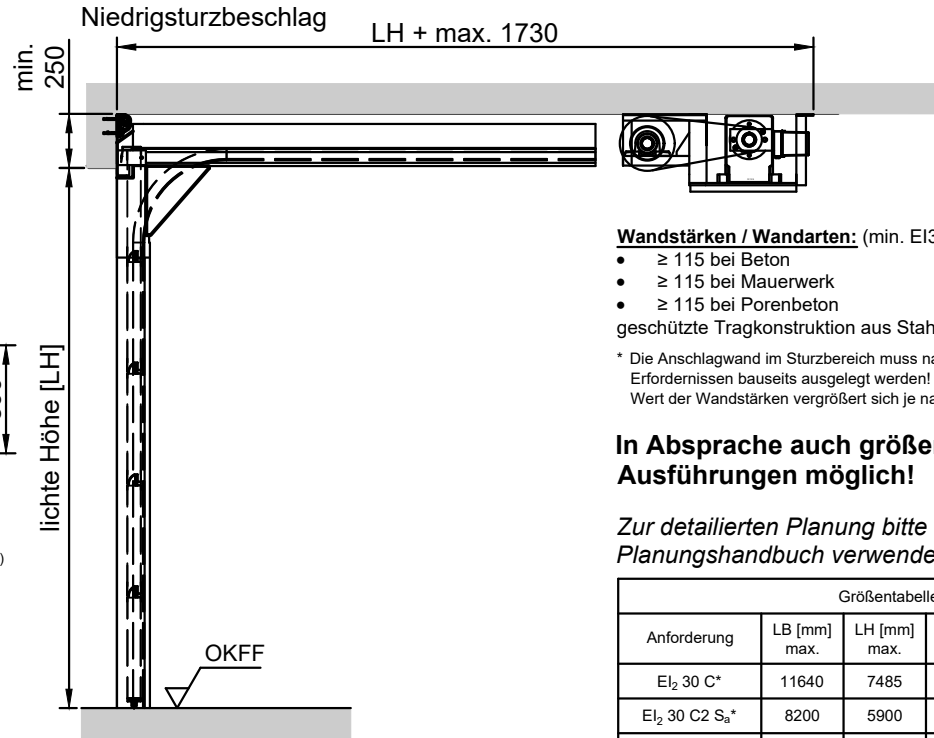 Niedrigsturzbeschlag
LH + max. 1730
min.
250
lichte Höhe [LH]
OKFF
)
Wandstärken / Wandarten: (min. EI3
• ≥ 115 bei Beton
• ≥ 115 bei Mauerwerk
• ≥ 115 bei Porenbeton
geschützte Tragkonstruktion aus Stah
* Die Anschlagwand im Sturzbereich muss na
Erfordernissen bauseits ausgelegt werden!
Wert der Wandstärken vergrößert sich je na
In Absprache auch größe
Ausführungen möglich!
Zur detailierten Planung bitte
Planungshandbuch verwende
Größentabelle
Anforderung LB [mm] max. LH [mm] max.
EI₂ 30 C* 11640 7485
EI₂ 30 C2 Sₐ* 8200 5900